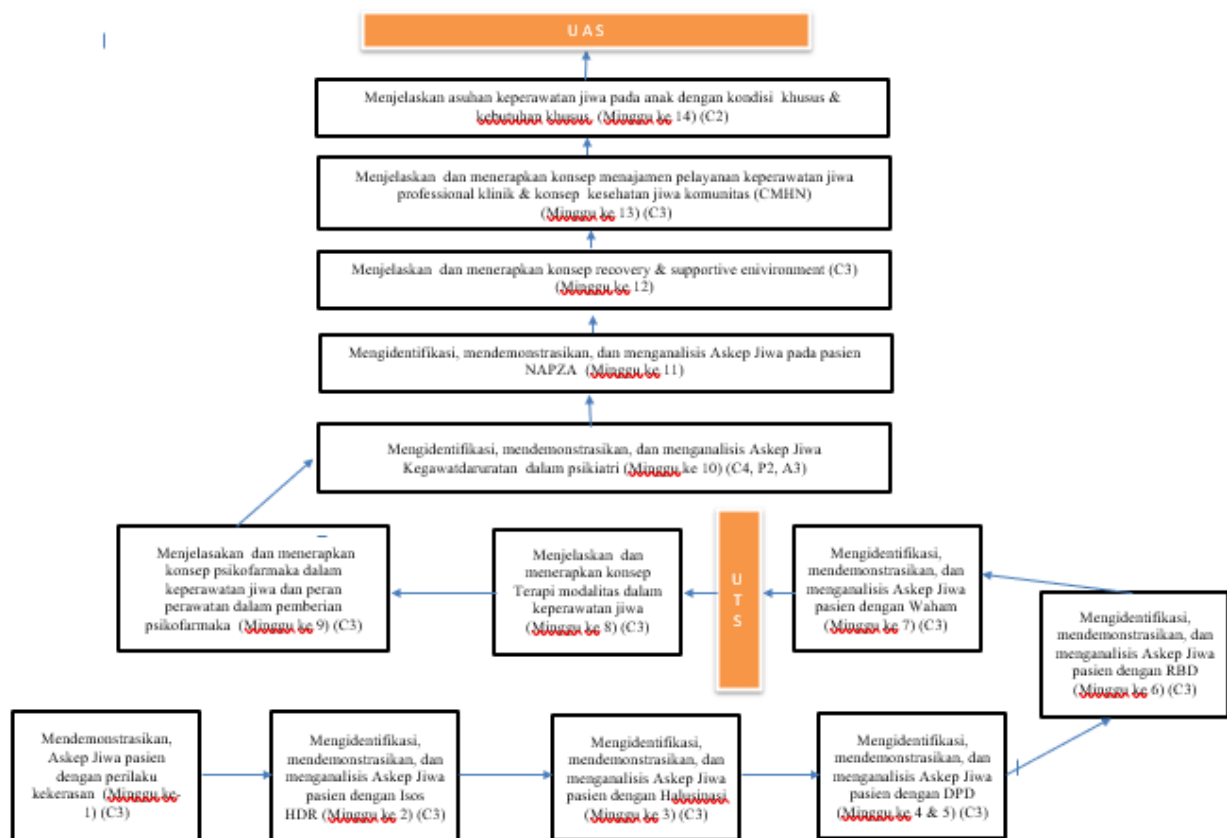 UAS
Menjelaskan asuhan keperawatan jiwa pada anak dengan kondisi khusus &
kebutuhan khusus (Minggu ke 14) (C2)
Menjelaskan dan menerapkan konsep menajamen pelayanan keperawatan jiwa
professional klinik & konsep kesehatan jiwa komunitas (CMHN)
(Minggu ke 13) (C3)
Menjelaskan dan menerapkan konsep recovery & supportive enivironment (C3)
(Minggu ke 12)
Mengidentifikasi, mendemonstrasikan, dan menganalisis Askep Jiwa pada pasien
NAPZA (Minggu ke 11)
Mengidentifikasi, mendemonstrasikan, dan menganalisis Askep Jiwa
Kegawatdaruratan dalam psikiatri (Minggu ke 10) (C4, P2, A3)
Menjelasakan dan menerapkan
konsep psikofarmaka dalam
keperawatan jiwa dan peran
perawatan dalam pemberian
psikofarmaka (Minggu ke 9) (C3)
Menjelaskan dan
menerapkan konsep
Terapi modalitas dalam
keperawatan jiwa
(Minggu ke 8) (C3)
U
T
S
Mengidentifikasi,
mendemonstrasikan, dan
menganalisis Askep Jiwa
pasien dengan Waham
(Minggu ke 7) (C3)
Mengidentifikasi,
mendemonstrasikan, dan
menganalisis Askep Jiwa
pasien dengan RBD
(Minggu ke 6) (C3)
Mendemonstrasikan,
Askep Jiwa pasien
dengan perilaku
kekerasan (Minggu ke-
1) (C3)
Mengidentifikasi,
mendemonstrasikan, dan
menganalisis Askep Jiwa
pasien dengan Isos
HDR (Minggu ke 2) (C3)
Mengidentifikasi,
mendemonstrasikan, dan
menganalisis Askep Jiwa
pasien dengan Halusinasi
(Minggu ke 3) (C3)
Mengidentifikasi,
mendemonstrasikan, dan
menganalisis Askep Jiwa
pasien dengan DPD
(Minggu ke 4 & 5) (C3)